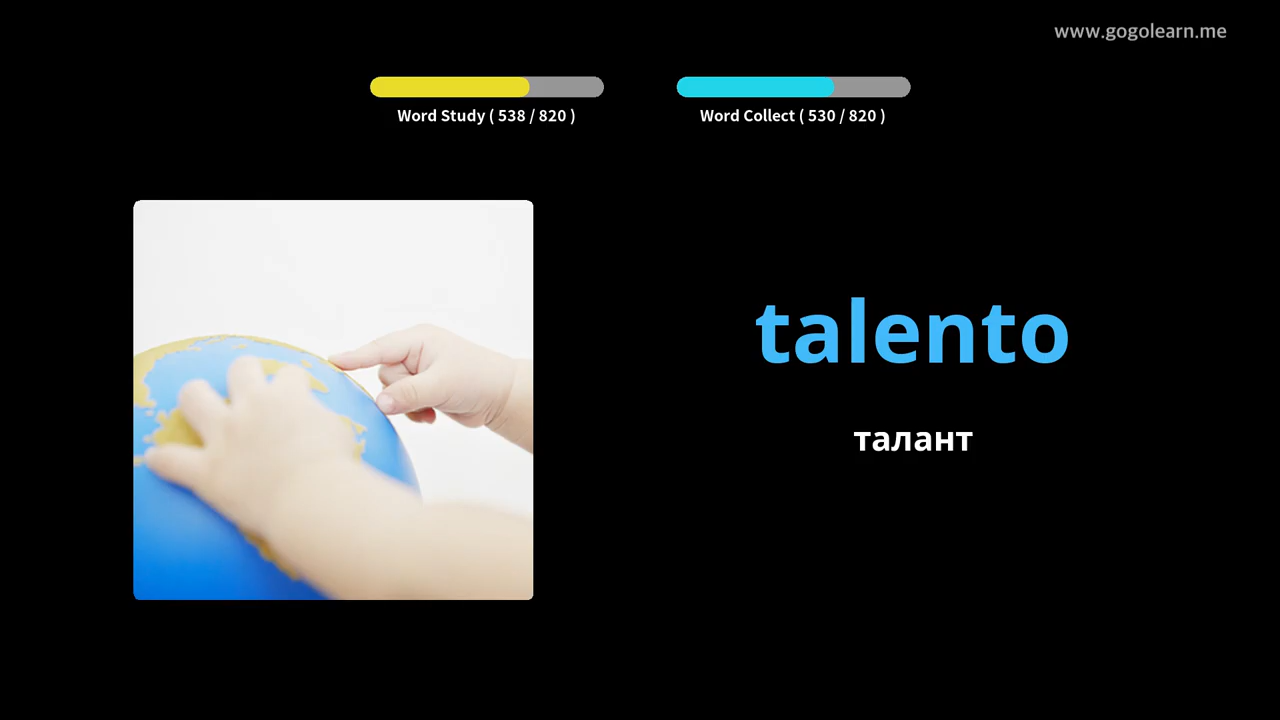 www.gogolearn.me
Word Study ( 538 / 820 )
Word Collect ( 530 / 820 )
talento
талант